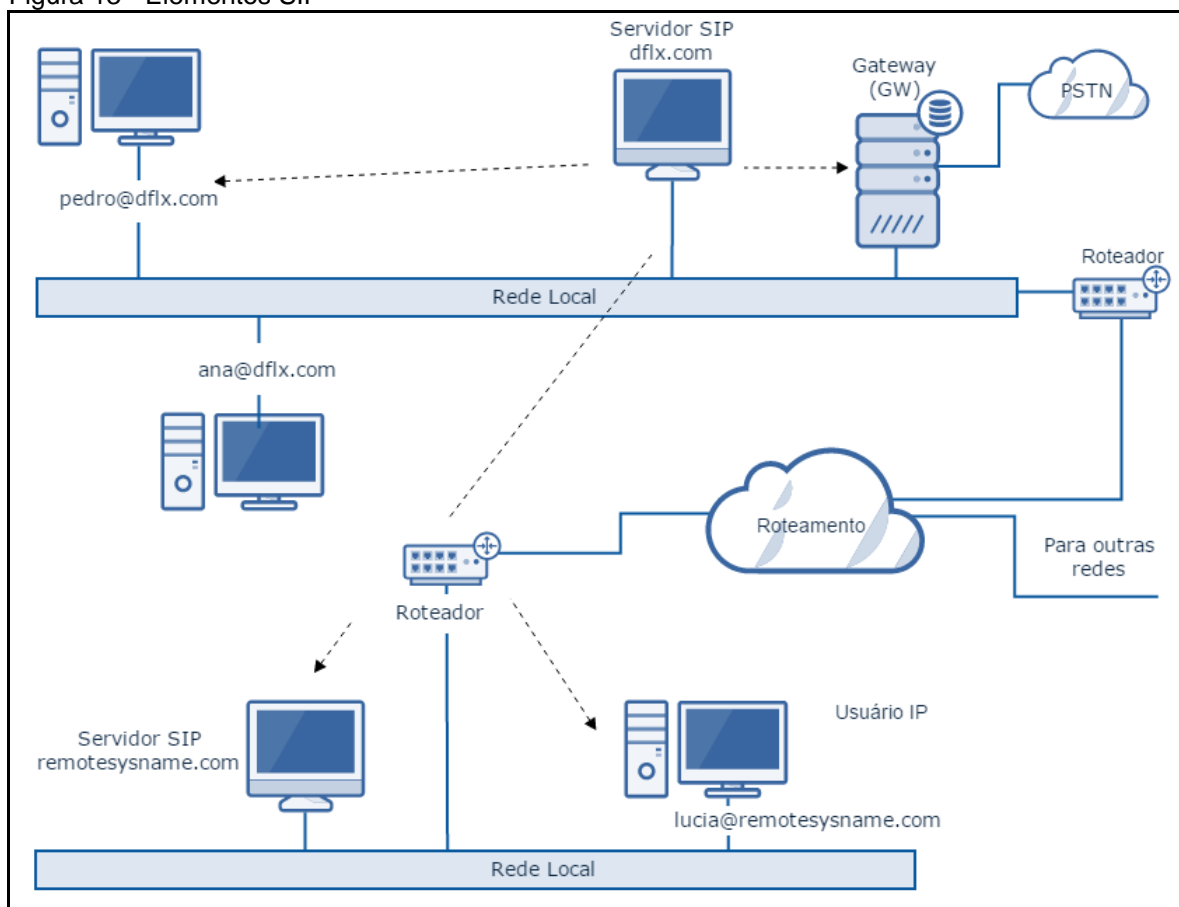 Servidor SIP
dflx.com
Gateway
(GW)
PSTN
pedro@dflx.com
Roteador
Rede Local
ana@dflx.com
Roteamento
Para outras
redes
Roteador
Usuário IP
Servidor SIP
remotesysname.com
lucia@remotesysname.com
Rede Local